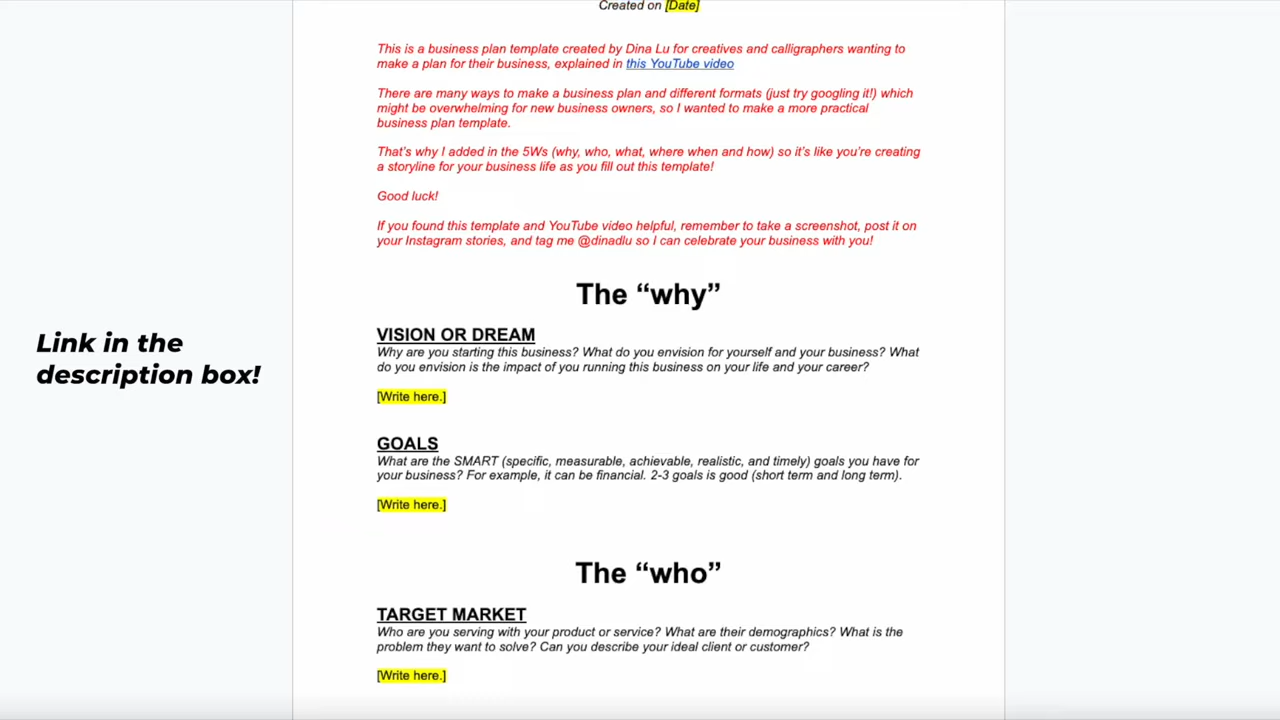 Created on [Date]
This is a business plan template created by Dina Lu for creatives and calligraphers wanting to
make a plan for their business, explained in this YouTube video
There are many ways to make a business plan and different formats (just try googling it!) which
might be overwhelming for new business owners, so I wanted to make a more practical
business plan template.
That's why I added in the 5Ws (why, who, what, where when and how) so it's like you're creating
a storyline for your business life as you fill out this template!
Good luck!
If you found this template and YouTube video helpful, remember to take a screenshot, post it on
your Instagram stories, and tag me @dinadlu so I can celebrate your business with you!
The “why”
VISION OR DREAM
Why are you starting this business? What do you envision for yourself and your business? What
do you envision is the impact of you running this business on your life and your career?
[Write here.]
GOALS
What are the SMART (specific, measurable, achievable, realistic, and timely) goals you have for
your business? For example, it can be financial. 2-3 goals is good (short term and long term).
[Write here.]
The “who”
TARGET MARKET
Who are you serving with your product or service? What are their demographics? What is the
problem they want to solve? Can you describe your ideal client or customer?
[Write here.]
Link in the
description box!